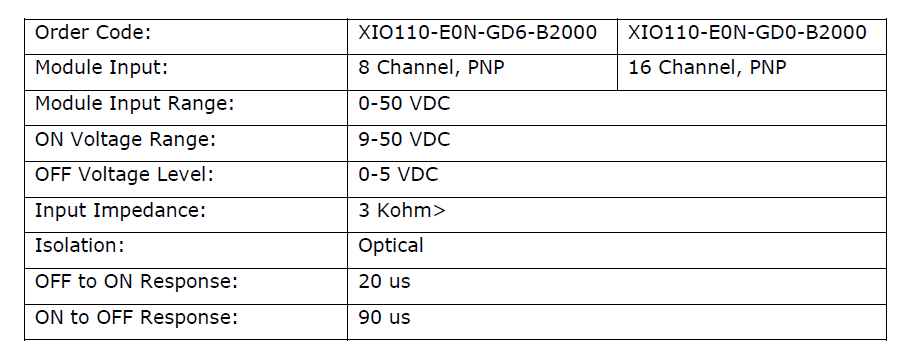 Order Code: XIO110-E0N-GD6-B2000 XIO110-E0N-GD0-B2000
Module Input: 8 Channel, PNP 16 Channel, PNP
Module Input Range: 0-50 VDC
ON Voltage Range: 9-50 VDC
OFF Voltage Level: 0-5 VDC
Input Impedance: 3 Kohm>
Isolation: Optical
OFF to ON Response: 20 us
ON to OFF Response: 90 us